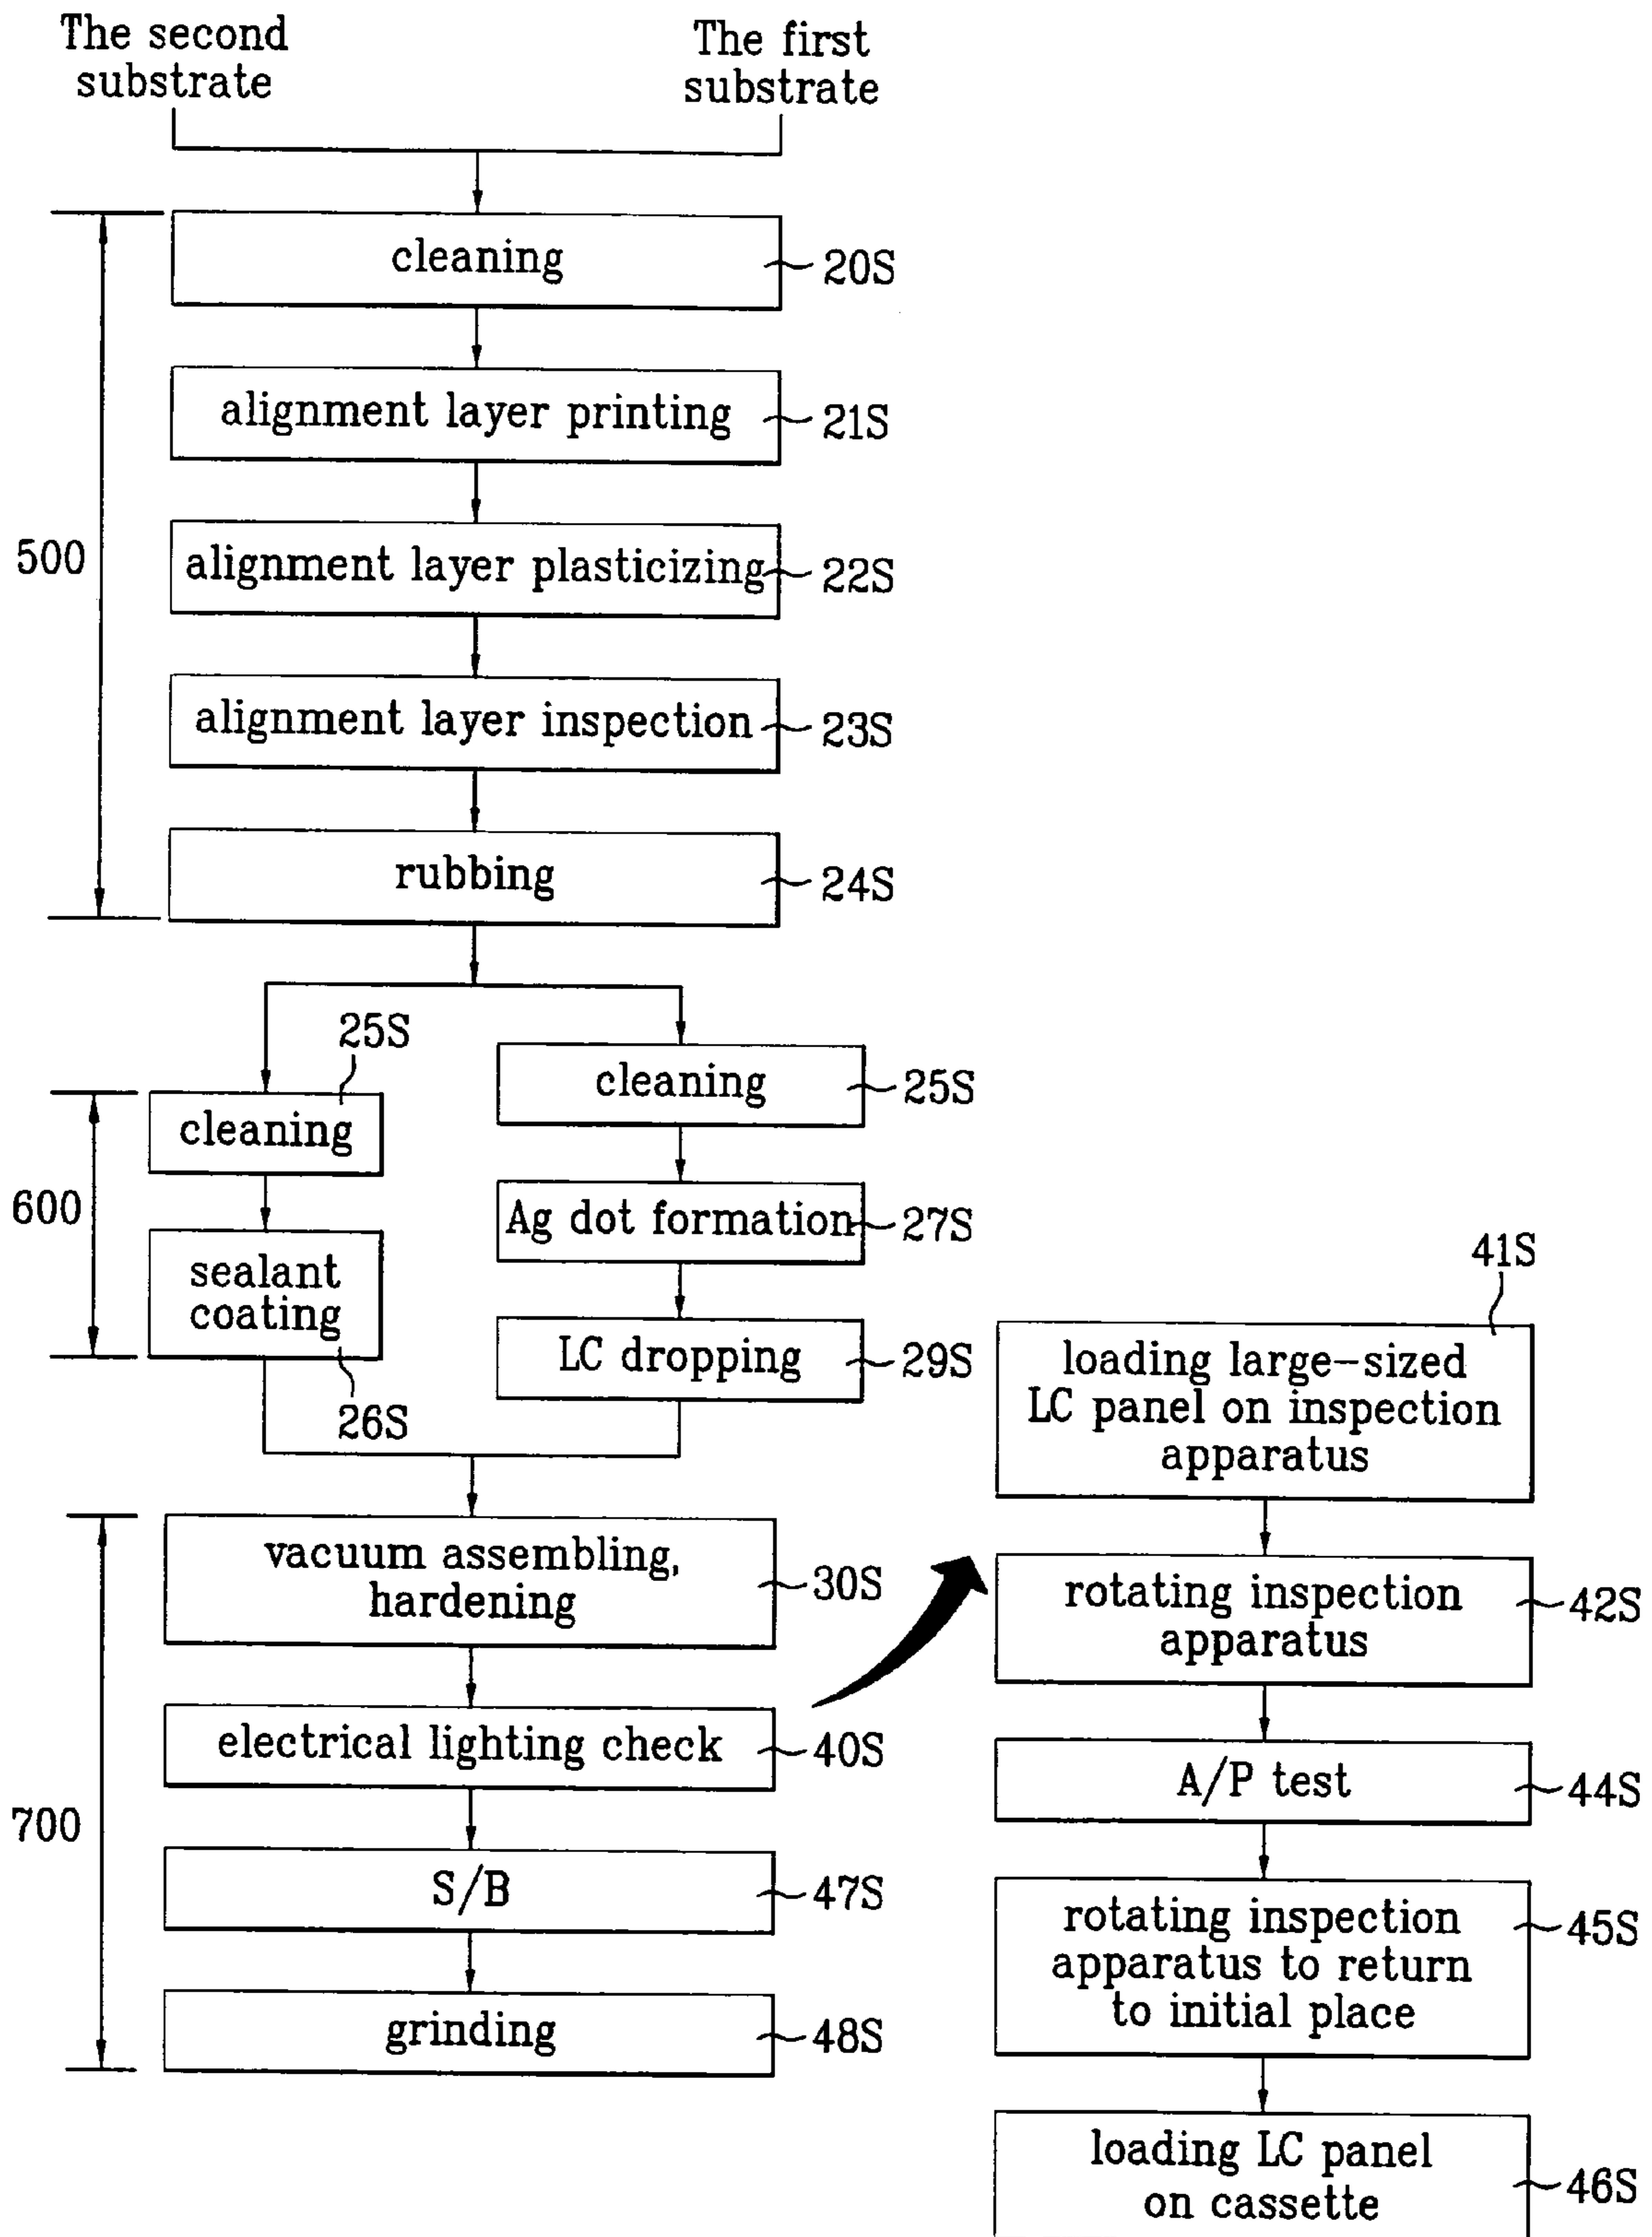 The second
substrate
The first
substrate
cleaning
20S
alignment layer printing
21S
500
alignment layer plasticizing
22S
alignment layer inspection
23S
rubbing
24S
25S
cleaning
25S
cleaning
600
Ag dot formation
27S
sealant
coating
26S
LC dropping
29S
41S
loading large-sized
LC panel on inspection
apparatus
vacuum assembling,
hardening
30S
rotating inspection
apparatus
42S
electrical lighting check
40S
A/P test
44S
700
S/B
47S
rotating inspection
apparatus to return
to initial place
45S
grinding
48S
loading LC panel
on cassette
46S